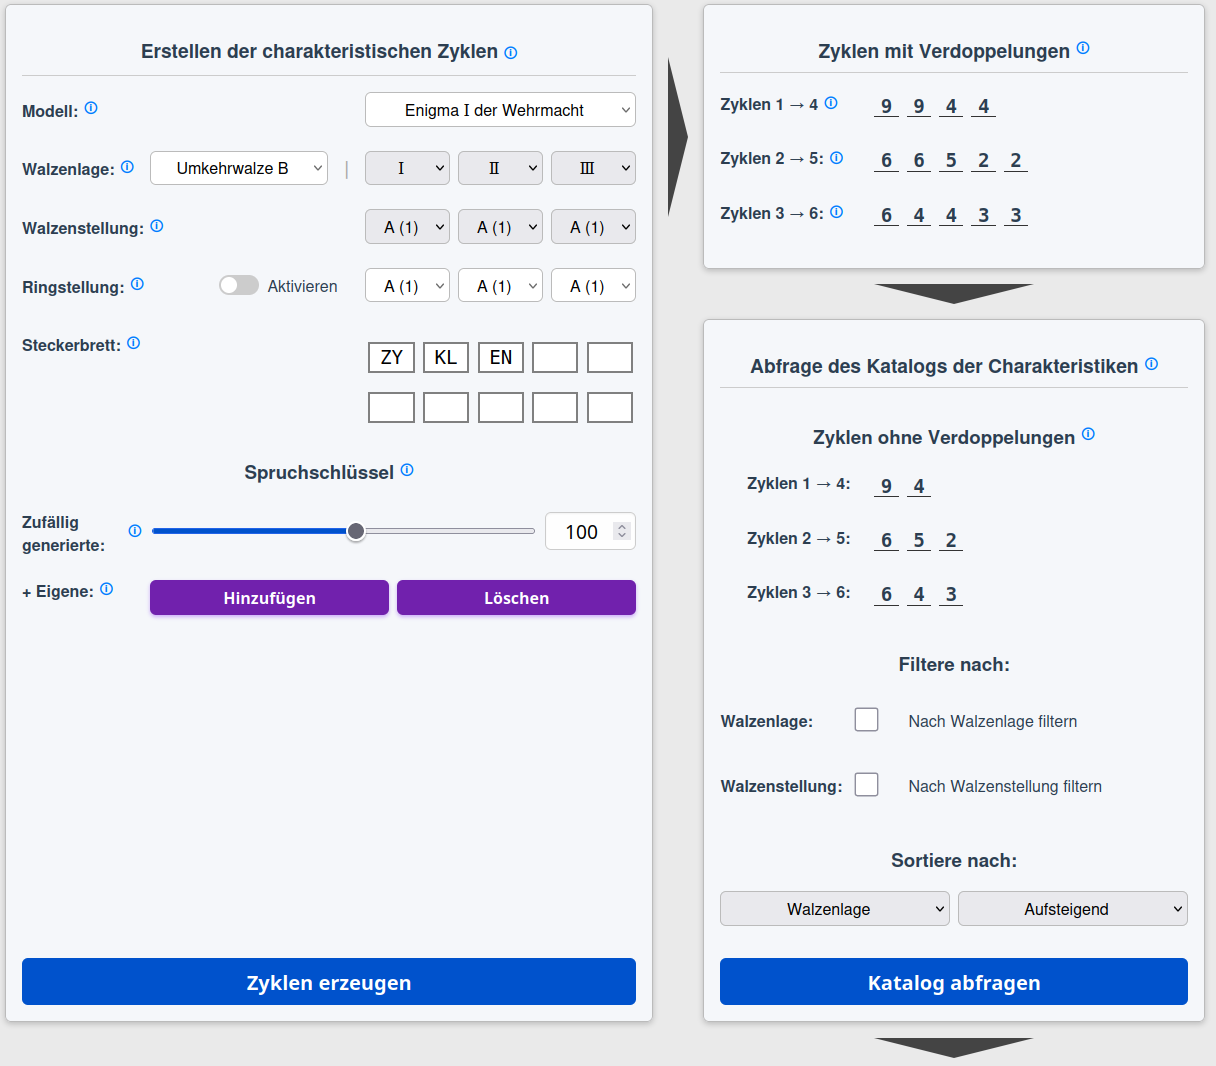 Erstellen der charakteristischen Zyklen
Modell: Enigma I der Wehrmacht
Walzenlage: Umkehrwalze B | I II III
Walzenstellung: A (1) A (1) A (1)
Ringstellung: Aktivieren A (1) A (1) A (1)
Steckerbrett: ZY KL EN
Spruchschlüssel
Zufällig
generierte: 100
+ Eigene: Hinzufügen Löschen
Zyklen erzeugen
Zyklen mit Verdoppelungen
Zyklen 1 → 4 9 9 4 4
Zyklen 2 → 5: 6 6 5 2 2
Zyklen 3 → 6: 6 4 4 3 3
Abfrage des Katalogs der Charakteristiken
Zyklen ohne Verdoppelungen
Zyklen 1 → 4: 9 4
Zyklen 2 → 5: 6 5 2
Zyklen 3 → 6: 6 4 3
Filtere nach:
Walzenlage: Nach Walzenlage filtern
Walzenstellung: Nach Walzenstellung filtern
Sortiere nach:
Walzenlage Aufsteigend
Katalog abfragen